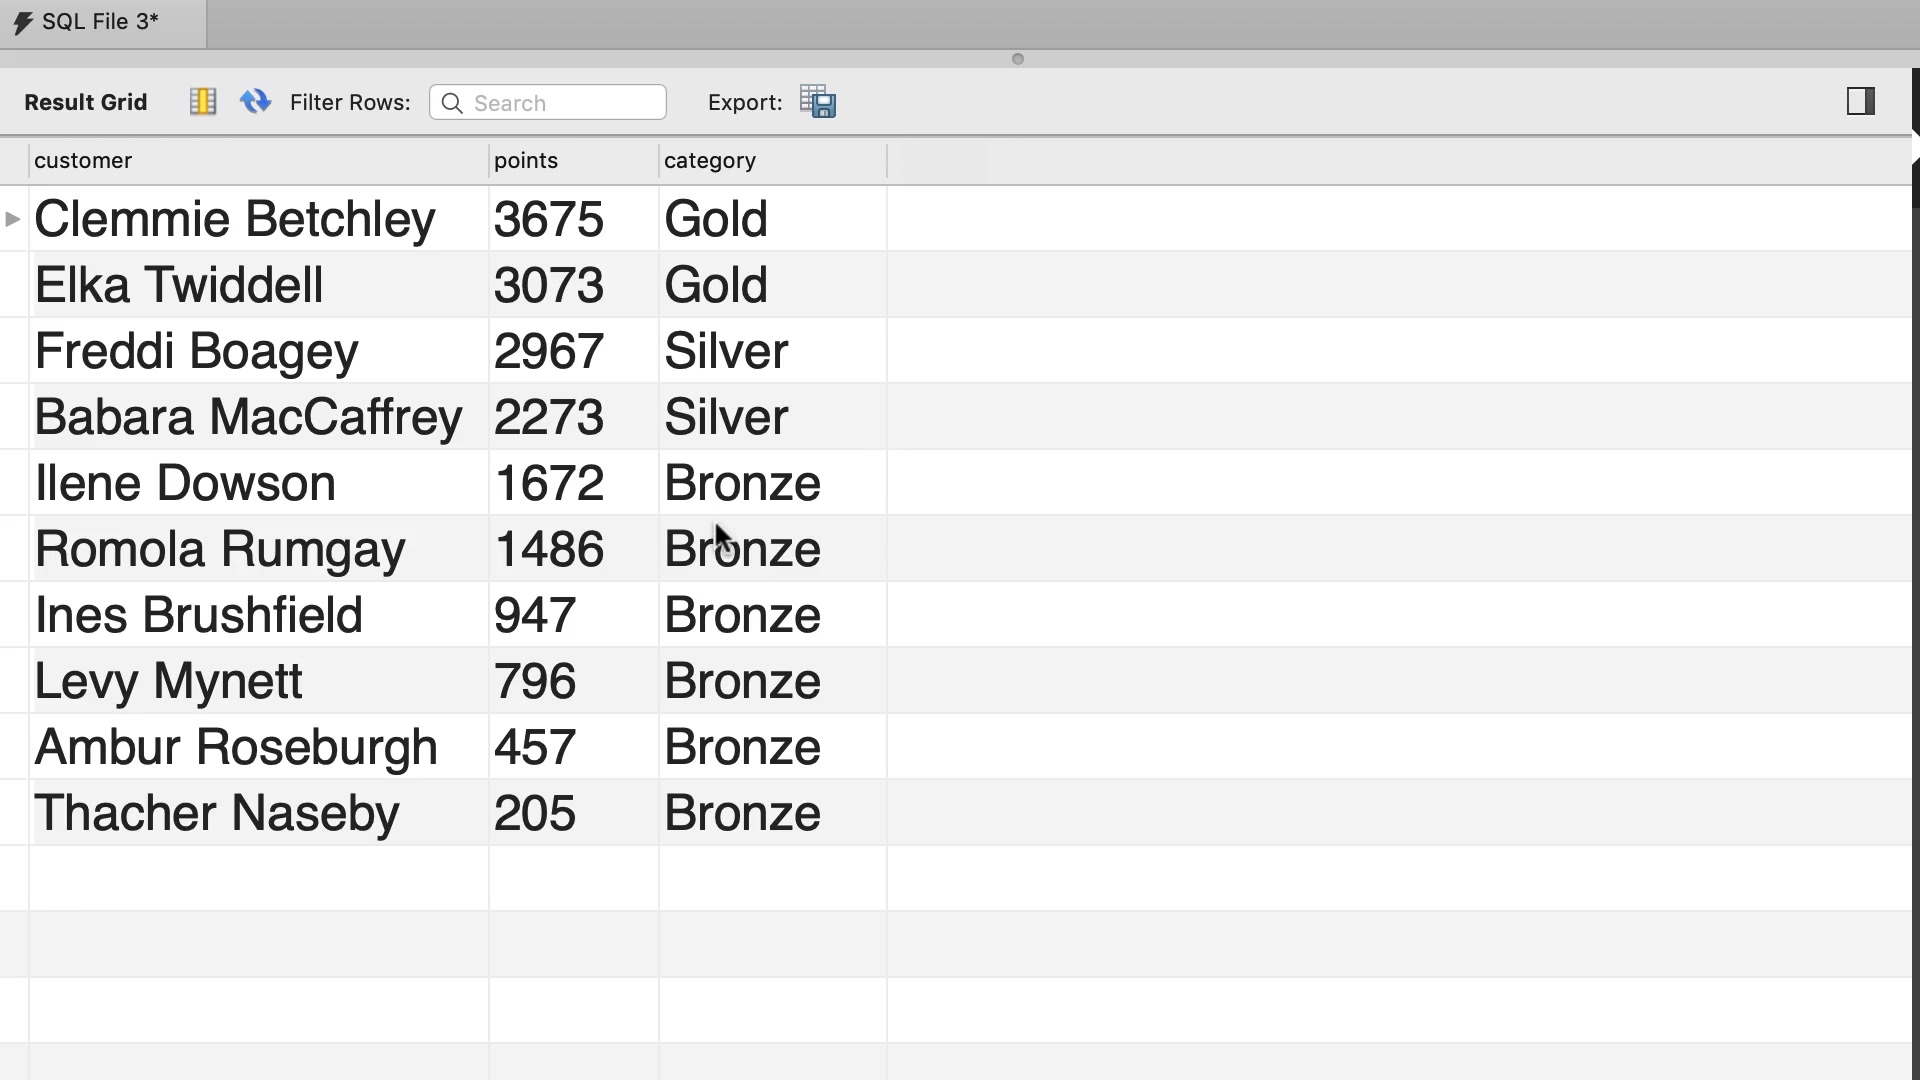 SQL File 3*
Result Grid Filter Rows: Search Export:
customer points category
Clemmie Betchley 3675 Gold
Elka Twiddell 3073 Gold
Freddi Boagey 2967 Silver
Babara MacCaffrey 2273 Silver
Ilene Dowson 1672 Bronze
Romola Rumgay 1486 Bronze
Ines Brushfield 947 Bronze
Levy Mynett 796 Bronze
Ambur Roseburgh 457 Bronze
Thacher Naseby 205 Bronze